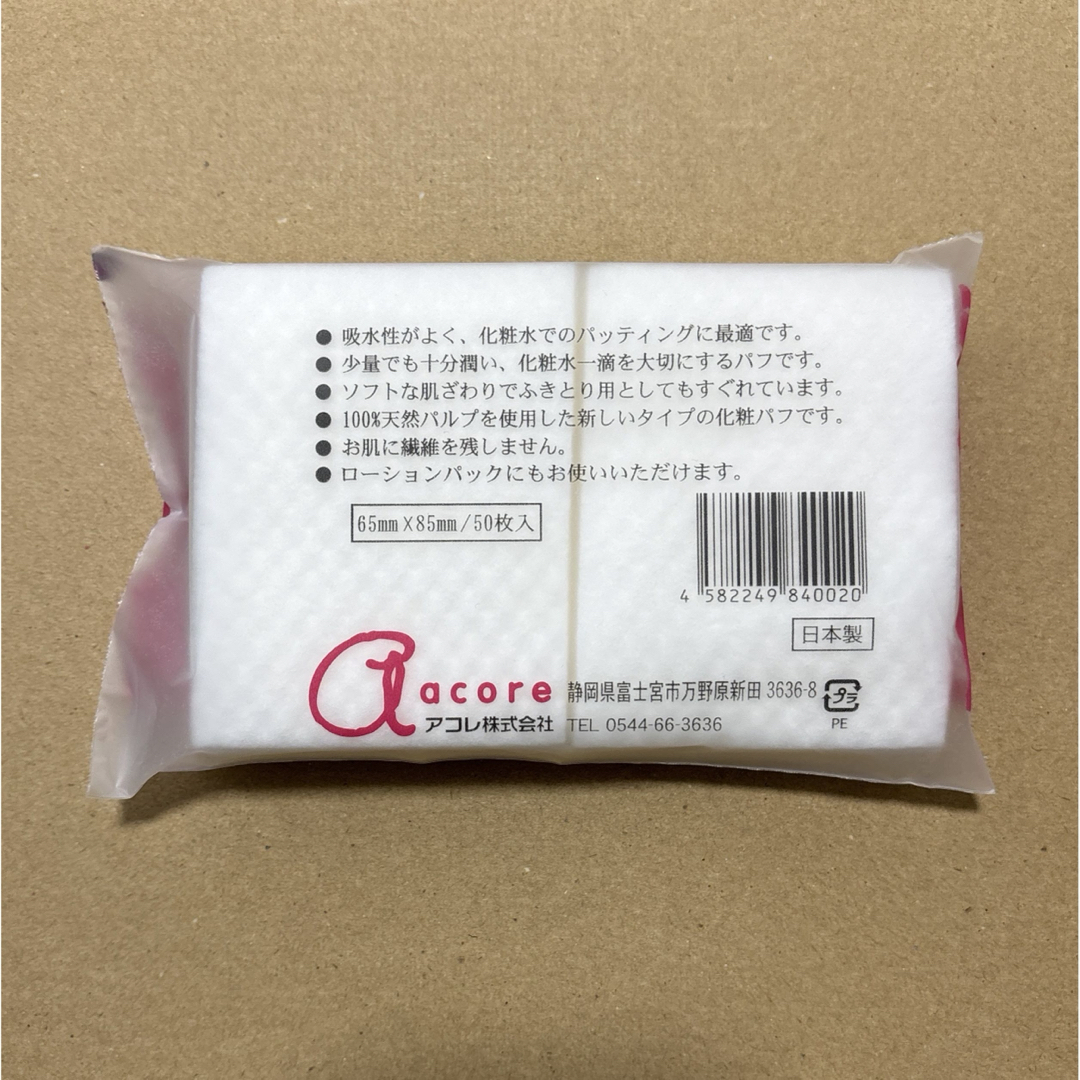 ● 吸水性がよく、化粧水でのパッティングに最適です。
● 少量でも十分潤い、化粧水一滴を大切にするパフです。
● ソフトな肌ざわりでふきとり用としてもすぐれています。
● 100%天然パルプを使用した新しいタイプの化粧パフです。
● お肌に繊維を残しません。
● ローションパックにもお使いいただけます。
65mm×85mm/50枚入
4 582249 840020
日本製
a acore 静岡県富士宮市万野原新田 3636-8 プラ
アコレ株式会社 TEL 0544-66-3636 PE